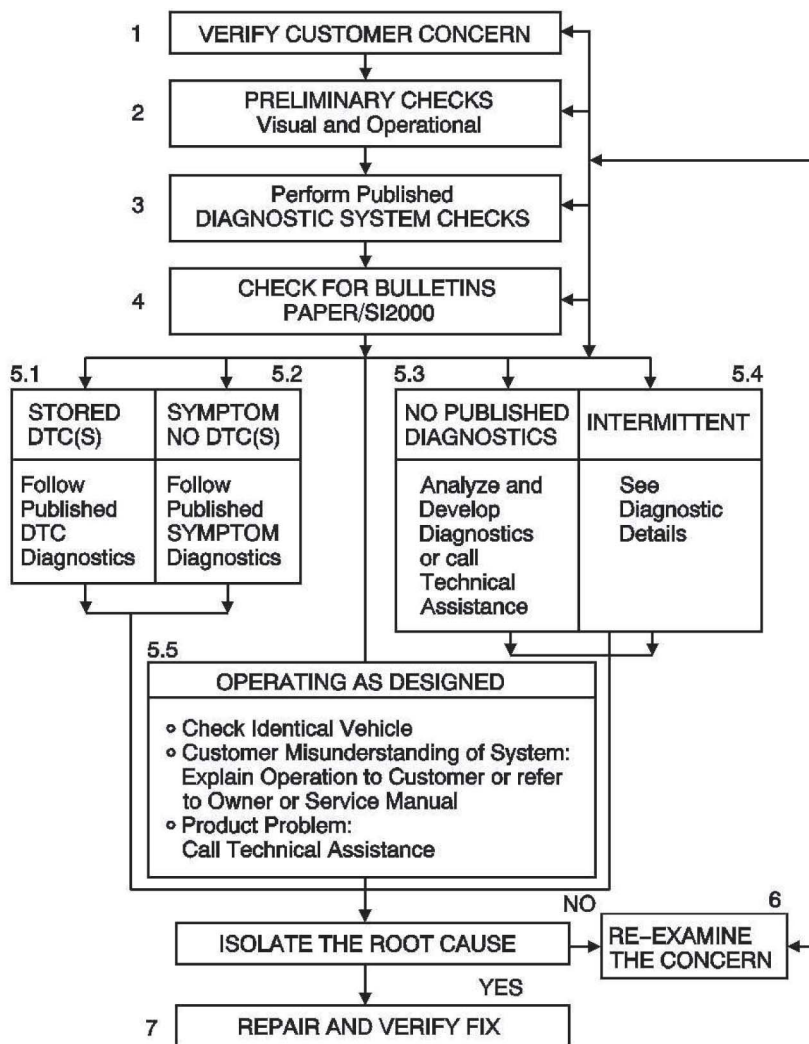 1
VERIFY CUSTOMER CONCERN
2
PRELIMINARY CHECKS
Visual and Operational
3
Perform Published
DIAGNOSTIC SYSTEM CHECKS
4
CHECK FOR BULLETINS
PAPER/SI2000
5.1
STORED
DTC(S)
Follow
Published
DTC
Diagnostics
5.2
SYMPTOM
NO DTC(S)
Follow
Published
SYMPTOM
Diagnostics
5.3
NO PUBLISHED
DIAGNOSTICS
Analyze and
Develop
Diagnostics
or call
Technical
Assistance
5.4
INTERMITTENT
See
Diagnostic
Details
5.5
OPERATING AS DESIGNED
° Check Identical Vehicle
° Customer Misunderstanding of System:
Explain Operation to Customer or refer
to Owner or Service Manual
° Product Problem:
Call Technical Assistance
ISOLATE THE ROOT CAUSE
NO
6
RE-EXAMINE
THE CONCERN
YES
7
REPAIR AND VERIFY FIX